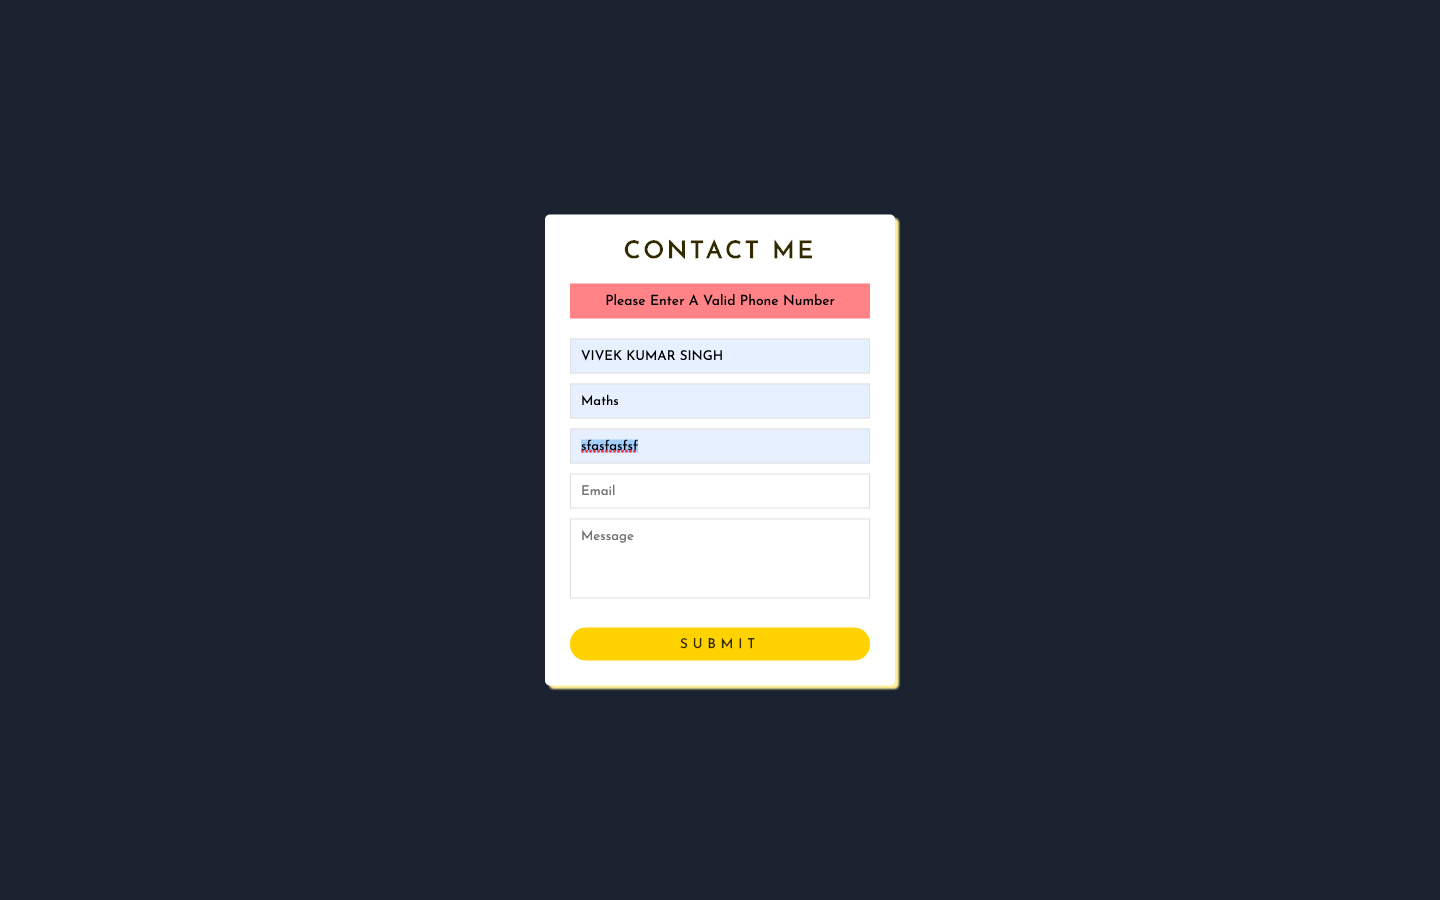 CONTACT ME
Please Enter A Valid Phone Number
VIVEK KUMAR SINGH
Maths
sfasfasfsf
Email
Message
SUBMIT